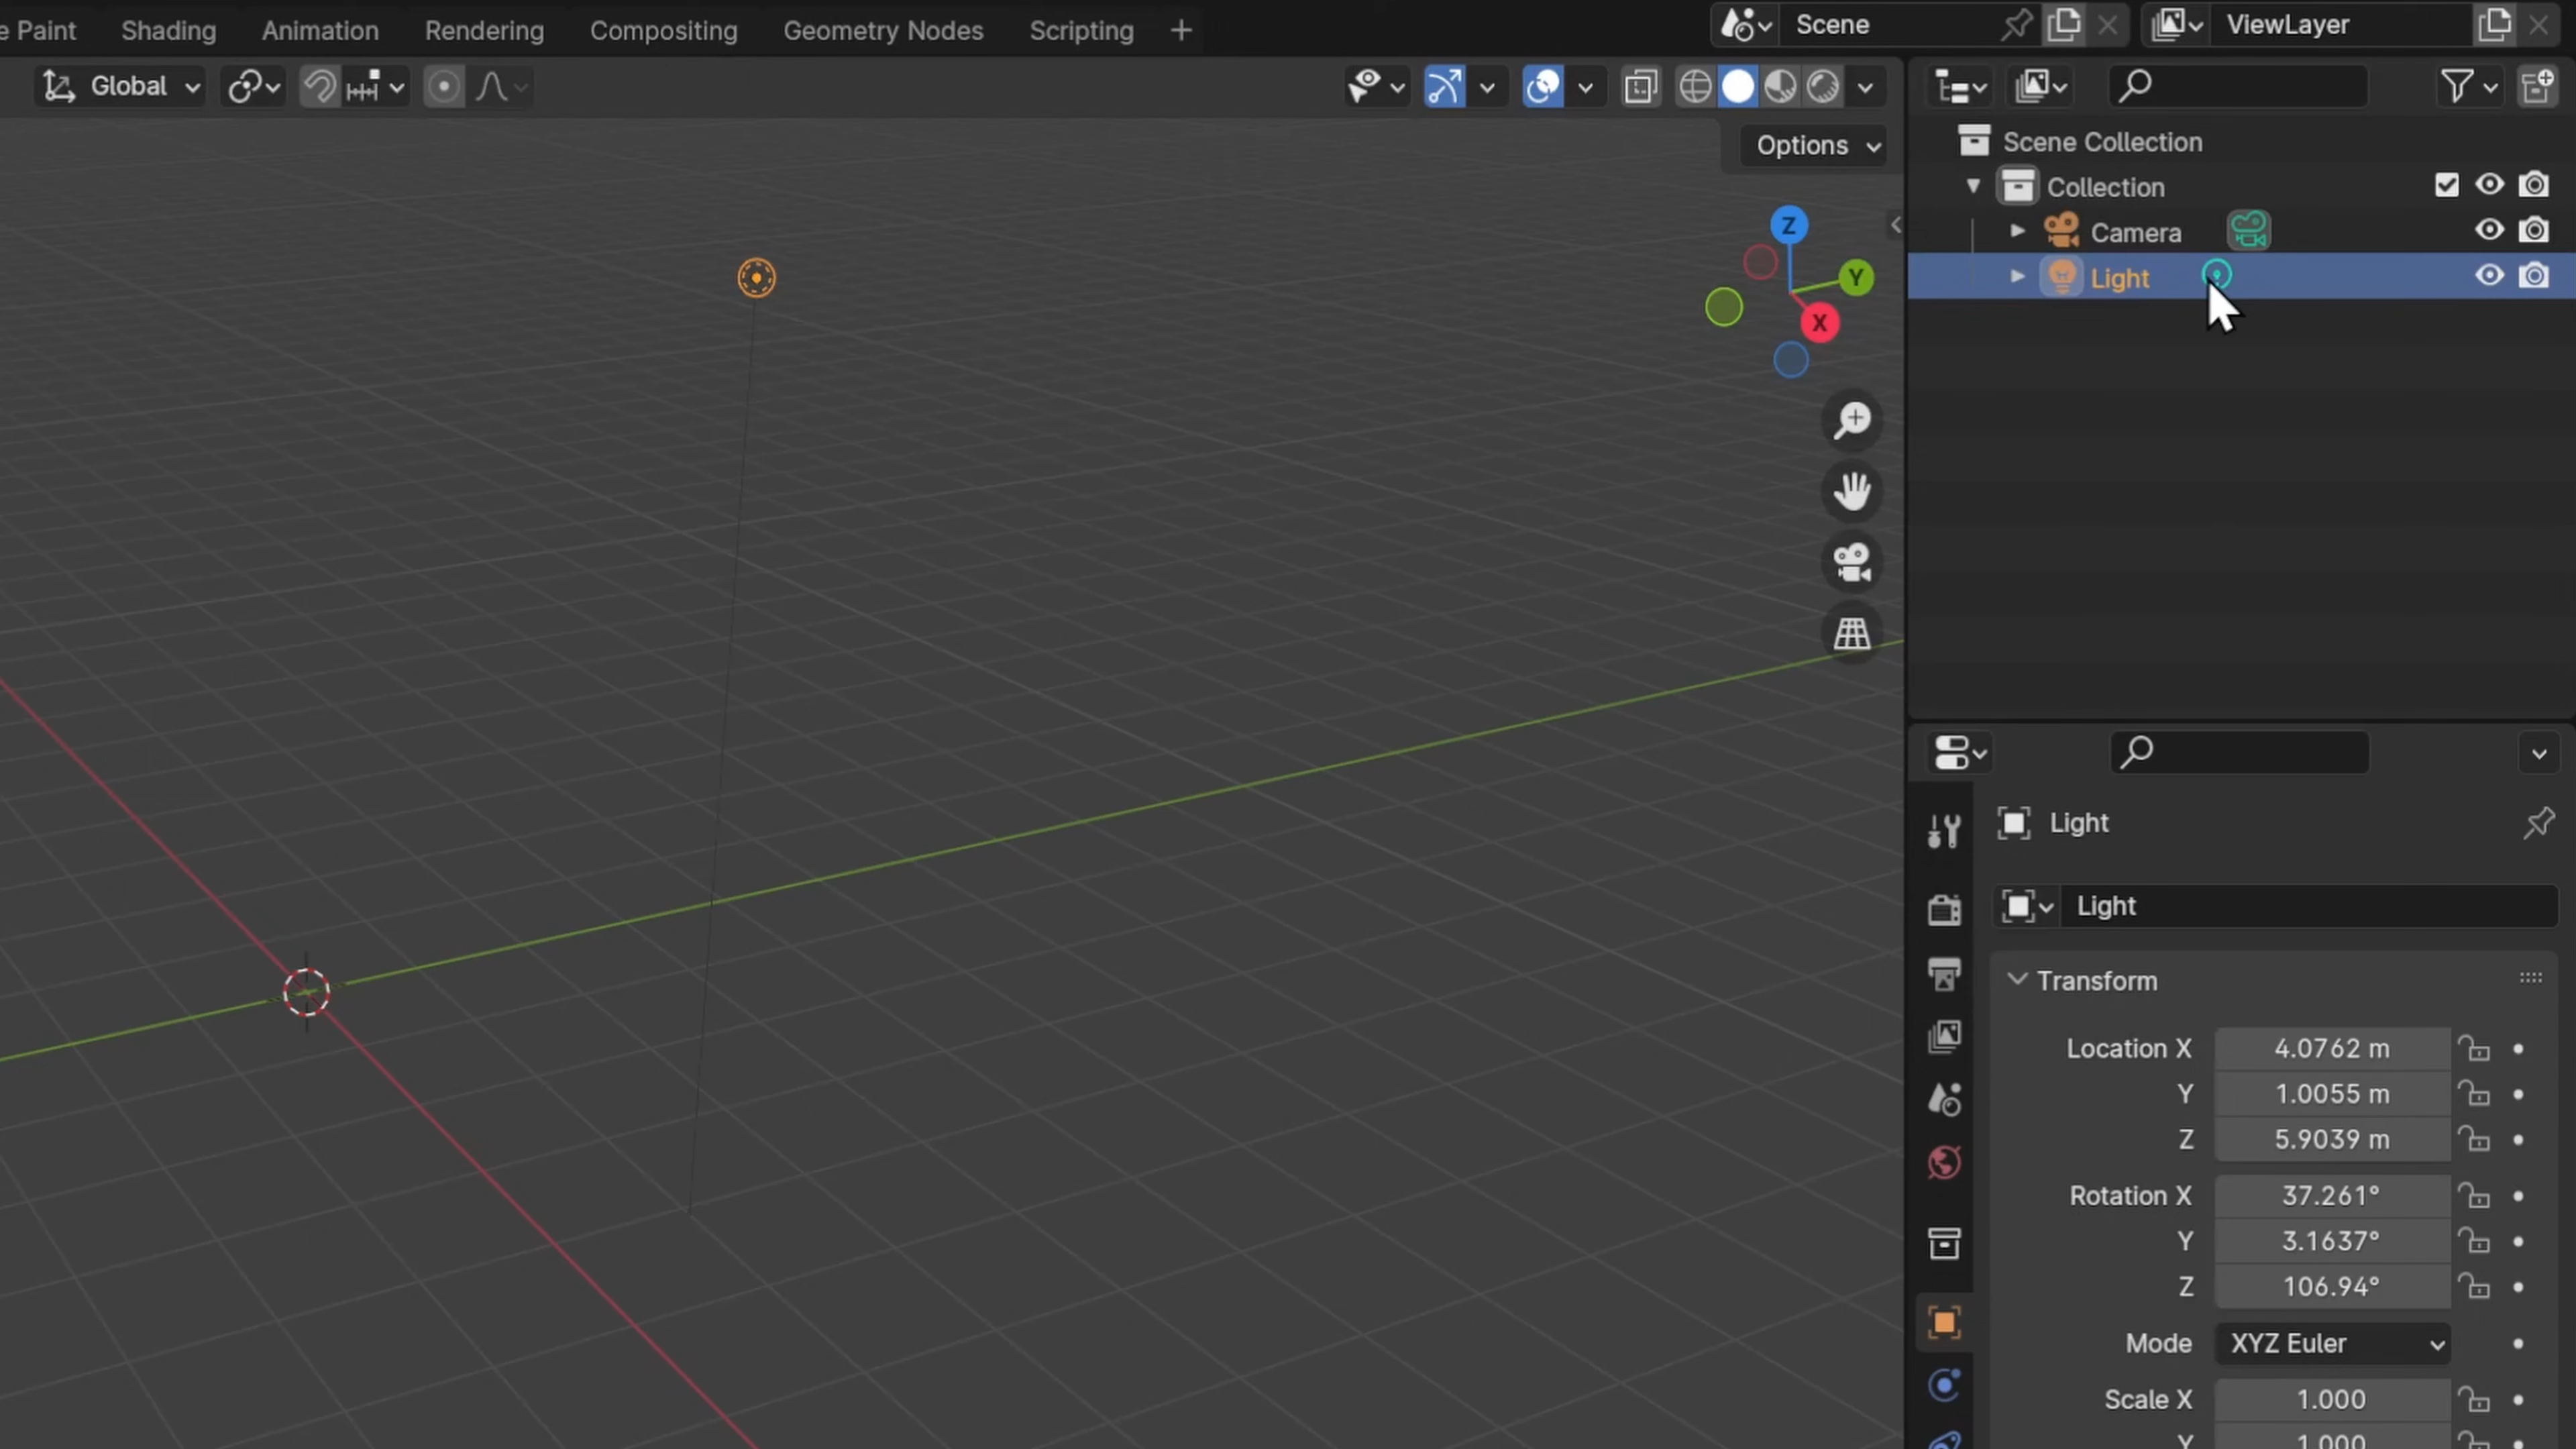 e Paint Shading Animation Rendering Compositing Geometry Nodes Scripting + Scene ViewLayer
Global
Options
Z
Y
X
Scene Collection
Collection
Camera
Light
Light
Light
Transform
Location X 4.0762 m
Y 1.0055 m
Z 5.9039 m
Rotation X 37.261°
Y 3.1637°
Z 106.94°
Mode XYZ Euler
Scale X 1.000
Y 1.000